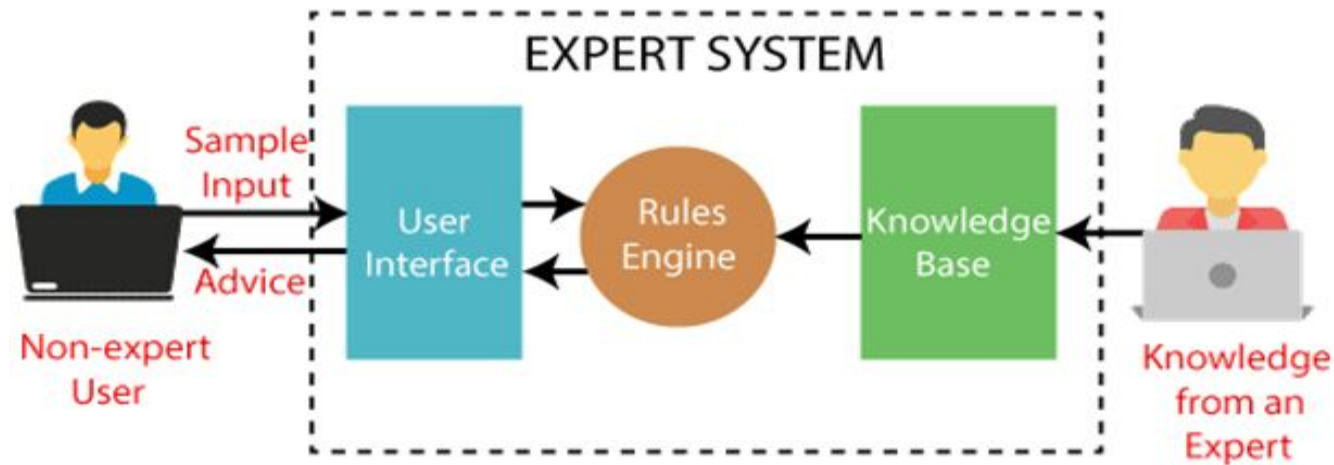 EXPERT SYSTEM
Sample
Input
Advice
Non-expert
User
User
Interface
Rules
Engine
Knowledge
Base
Knowledge
from an
Expert